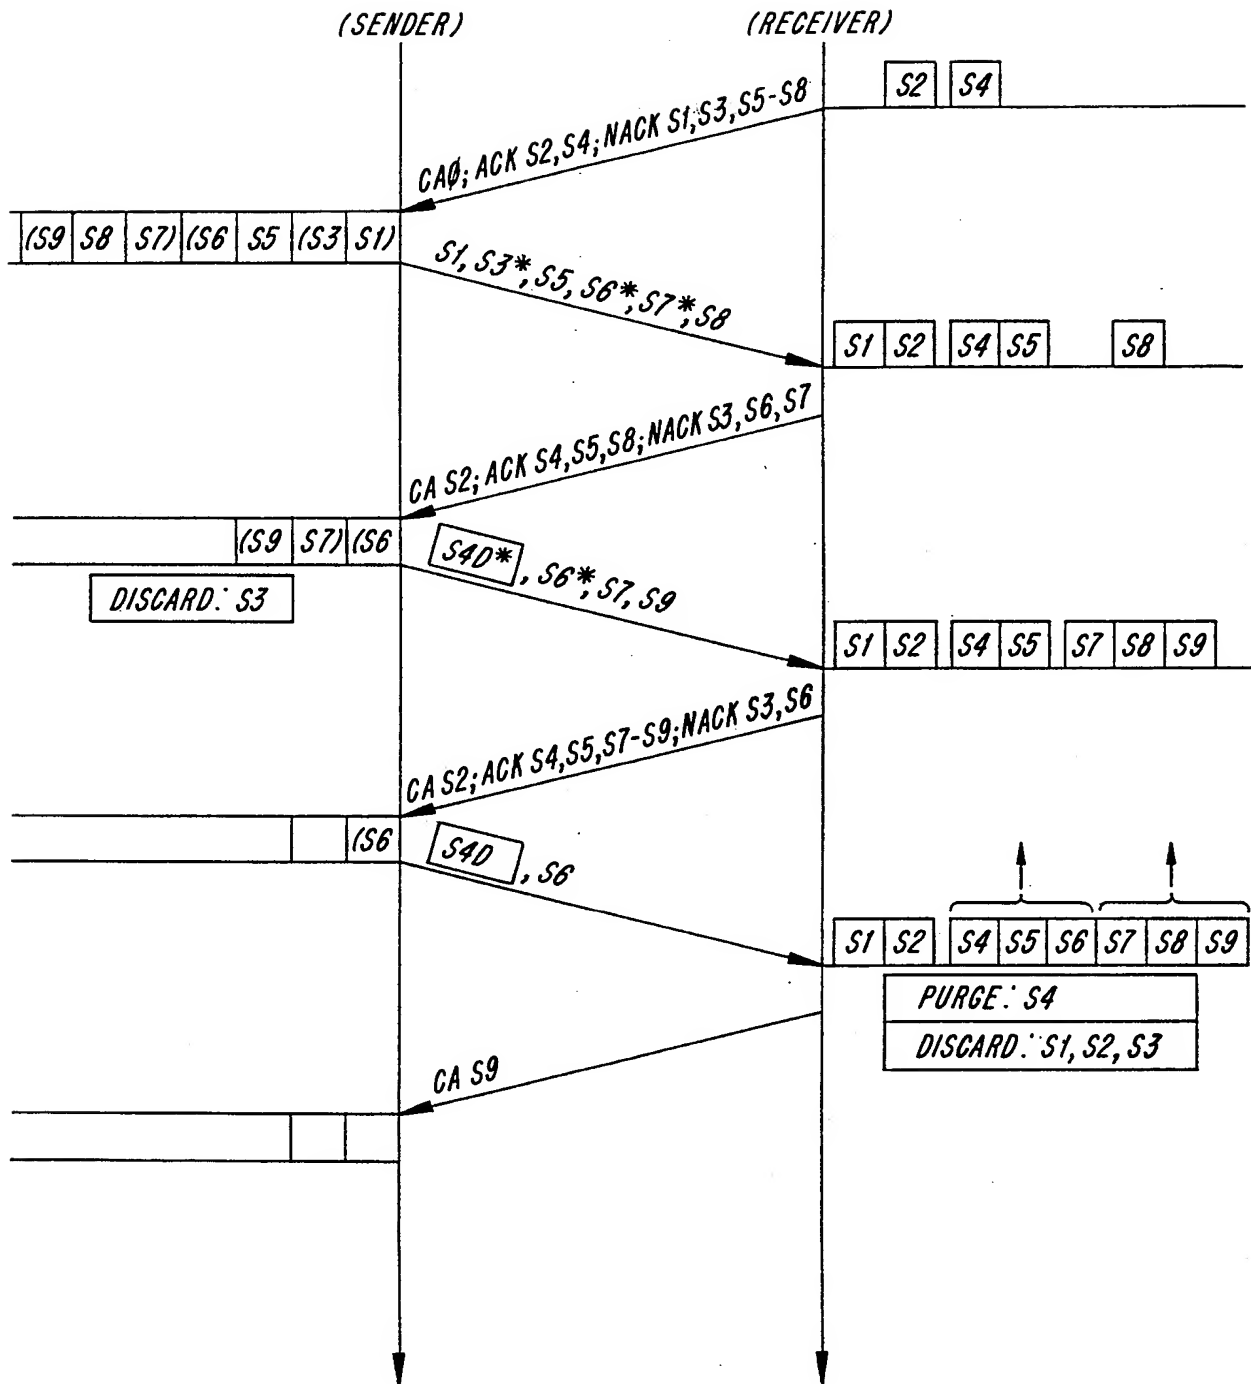 (SENDER)
(RECEIVER)
S2 S4
CAØ; ACK S2,S4; NACK S1,S3,S5-S8
(S9 S8 S7) (S6 S5 (S3 S1)
S1, S3*, S5, S6*, S7*, S8
S1 S2 S4 S5 S8
CA S2; ACK S4,S5,S8; NACK S3,S6,S7
(S9 S7) (S6
S4D*, S6*, S7, S9
DISCARD: S3
S1 S2 S4 S5 S7 S8 S9
CA S2; ACK S4,S5,S7-S9; NACK S3,S6
(S6
S4D, S6
S1 S2 S4 S5 S6 S7 S8 S9
PURGE: S4
DISCARD: S1, S2, S3
CA S9